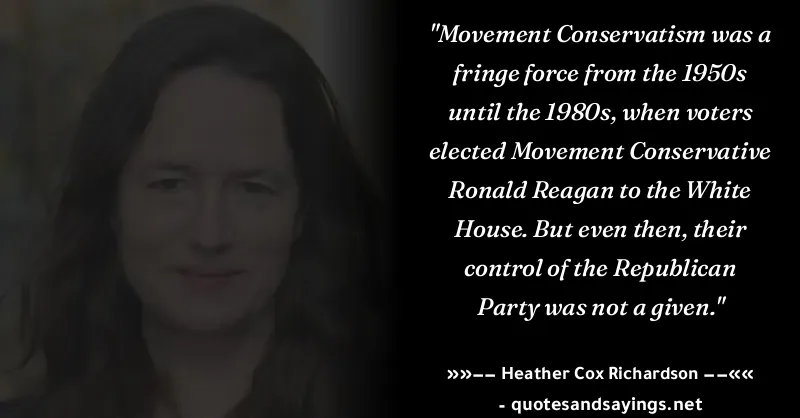 "Movement Conservatism was a
fringe force from the 1950s
until the 1980s, when voters
elected Movement Conservative
Ronald Reagan to the White
House. But even then, their
control of the Republican
Party was not a given."
»»−− Heather Cox Richardson −−««
- quotesandsayings.net